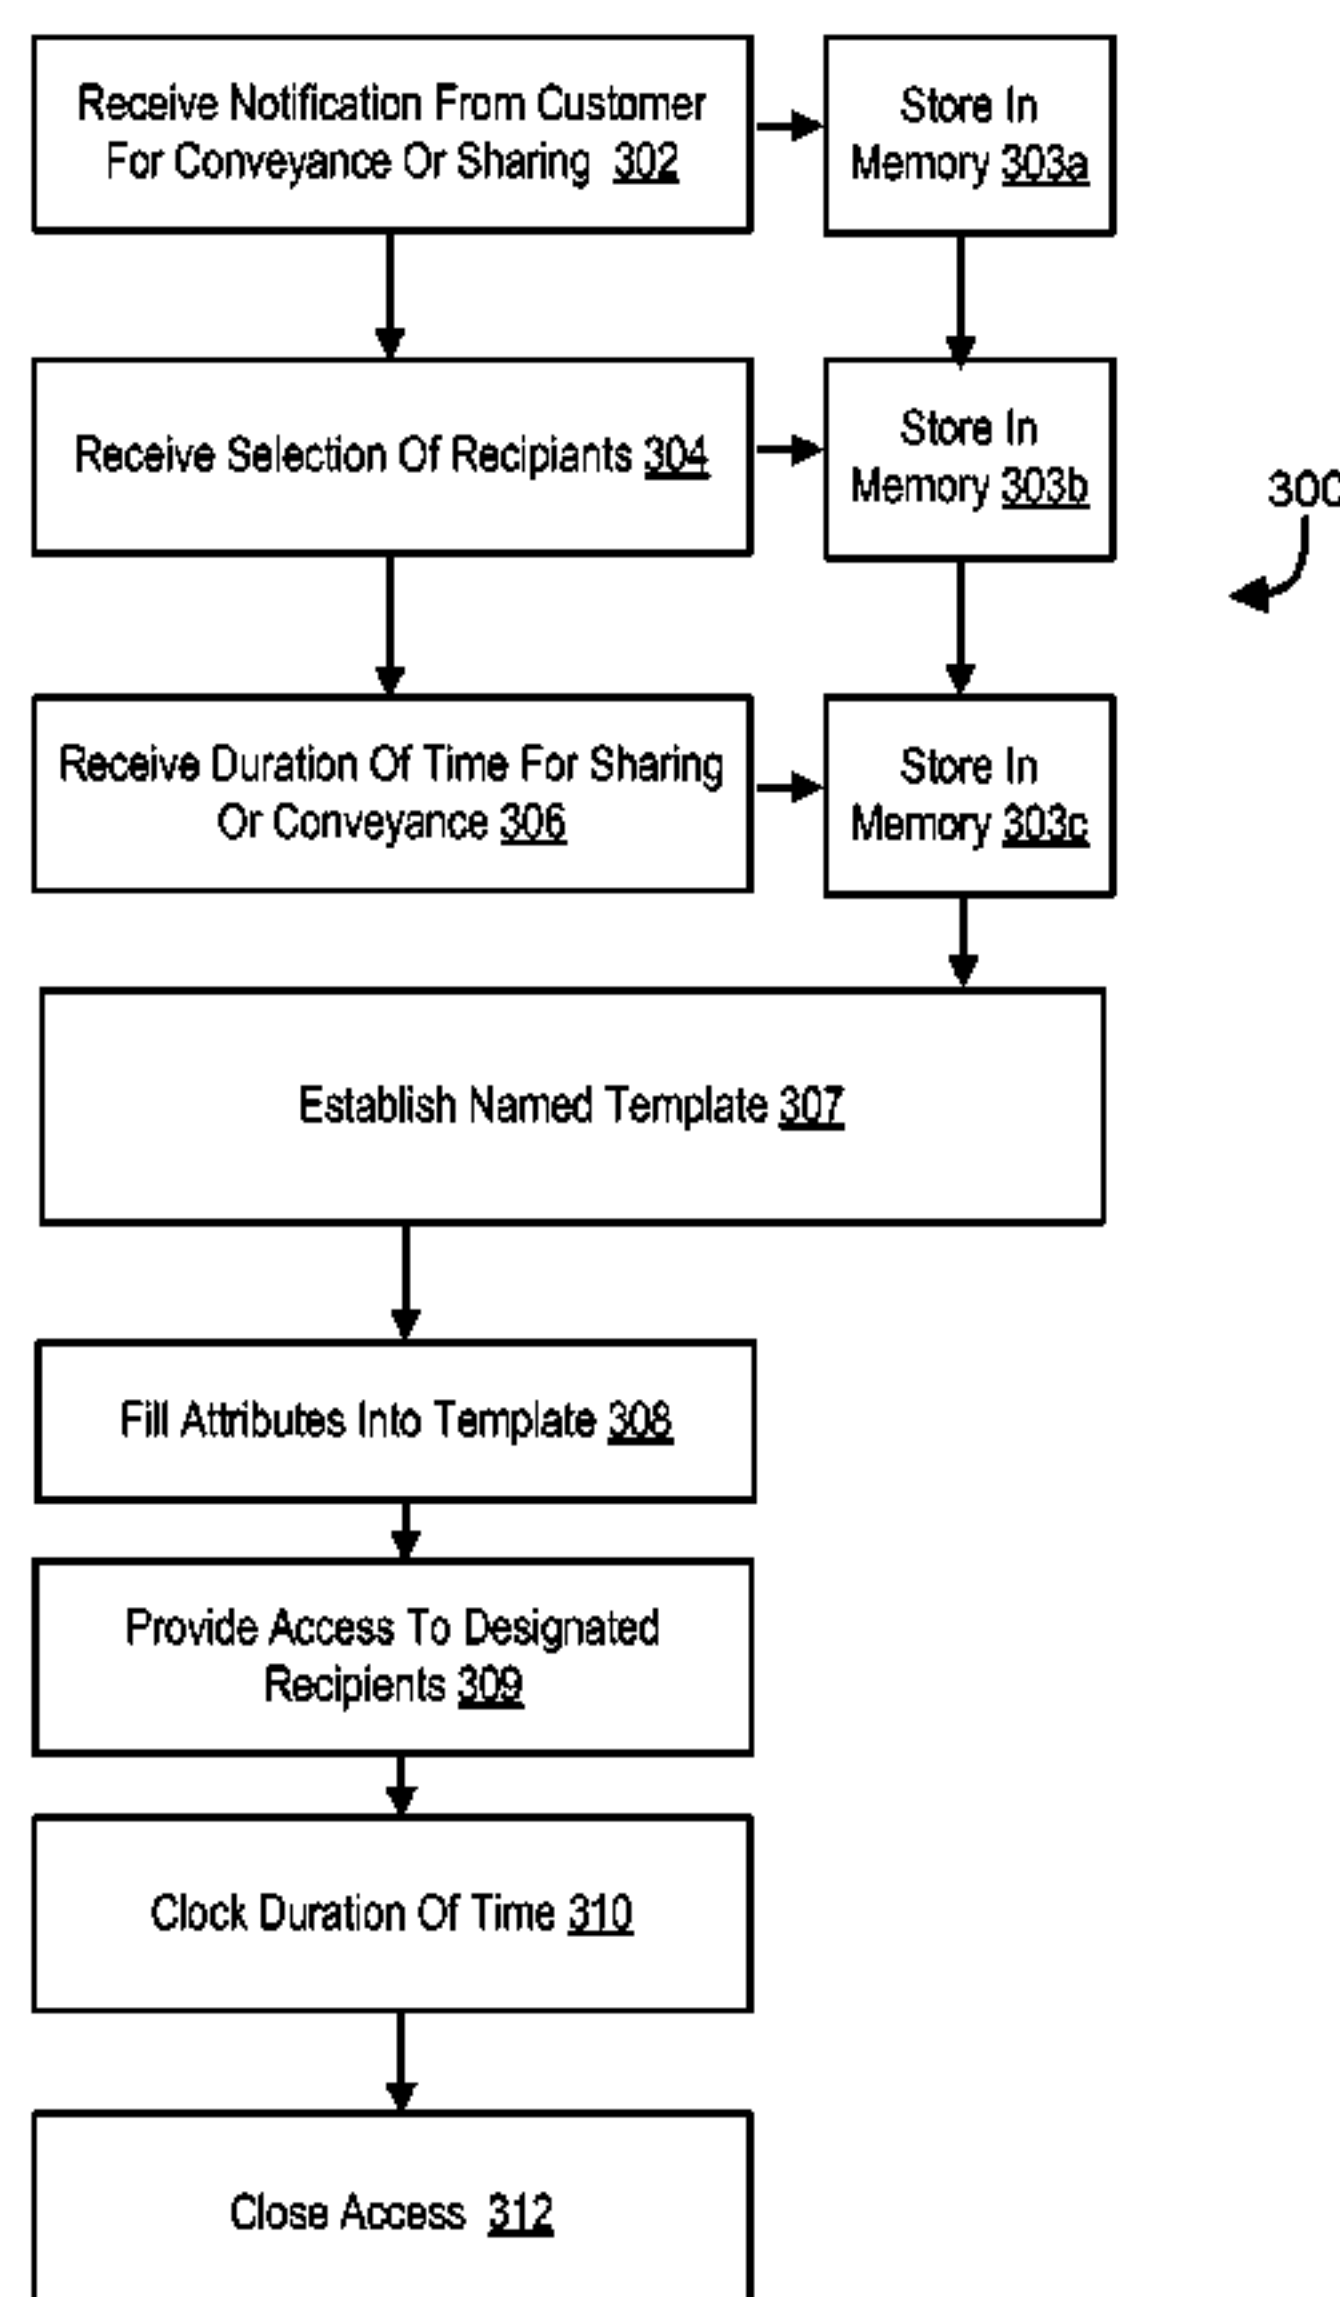 Receive Notification From Customer
For Conveyance Or Sharing 302
Store In
Memory 303a
Receive Selection Of Recipiants 304
Store In
Memory 303b
300
Receive Duration Of Time For Sharing
Or Conveyance 306
Store In
Memory 303c
Establish Named Template 307
Fill Attributes Into Template 308
Provide Access To Designated
Recipients 309
Clock Duration Of Time 310
Close Access 312